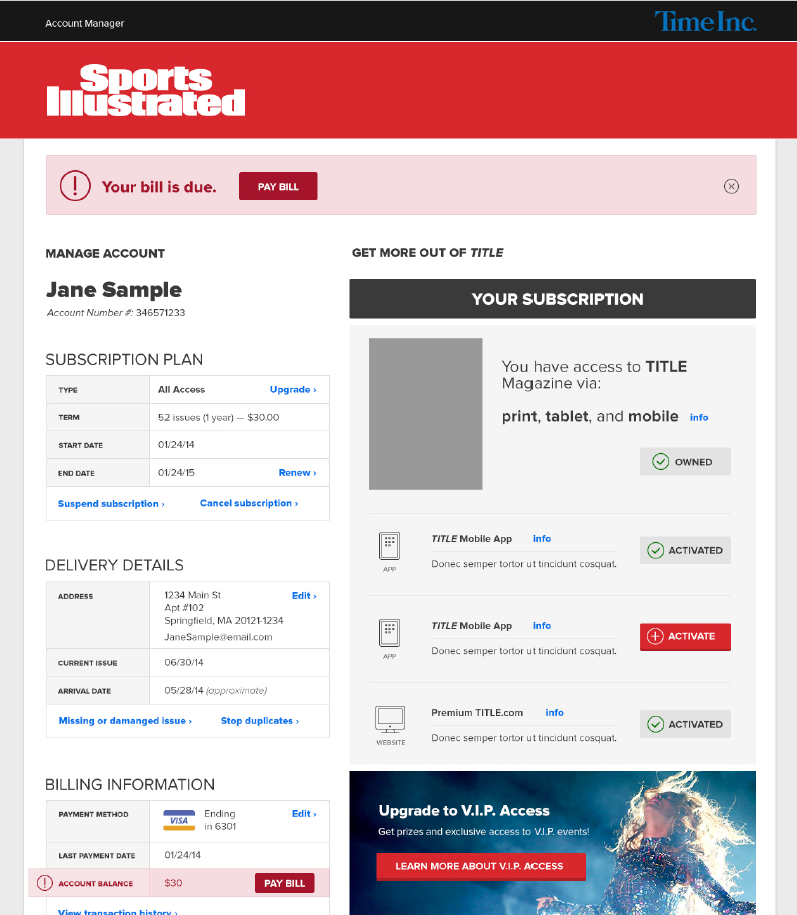 Account Manager
Time Inc.
Sports
Illustrated
Your bill is due.
PAY BILL
MANAGE ACCOUNT
Jane Sample
Account Number #: 346571233
SUBSCRIPTION PLAN
TYPE All Access Upgrade ›
TERM 52 issues (1 year) — $30.00
START DATE 01/24/14
END DATE 01/24/15 Renew ›
Suspend subscription › Cancel subscription ›
DELIVERY DETAILS
ADDRESS 1234 Main St Edit ›
Apt #102
Springfield, MA 20121-1234
JaneSample@email.com
CURRENT ISSUE 06/30/14
ARRIVAL DATE 05/28/14 (approximate)
Missing or damanged issue › Stop duplicates ›
BILLING INFORMATION
PAYMENT METHOD VISA Ending Edit ›
in 6301
LAST PAYMENT DATE 01/24/14
ACCOUNT BALANCE $30 PAY BILL
View transaction history ›
GET MORE OUT OF TITLE
YOUR SUBSCRIPTION
You have access to TITLE
Magazine via:
print, tablet, and mobile info
OWNED
TITLE Mobile App info
Donec semper tortor ut tincidunt cosquat.
APP
ACTIVATED
TITLE Mobile App info
Donec semper tortor ut tincidunt cosquat.
APP
ACTIVATE
Premium TITLE.com info
Donec semper tortor ut tincidunt cosquat.
WEBSITE
ACTIVATED
Upgrade to V.I.P. Access
Get prizes and exclusive access to V.I.P. events!
LEARN MORE ABOUT V.I.P. ACCESS